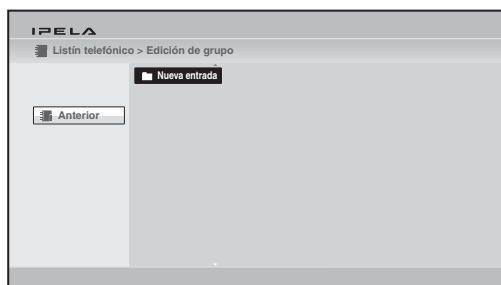 IPELA
Listín telefónico > Edición de grupo
Nueva entrada
Anterior